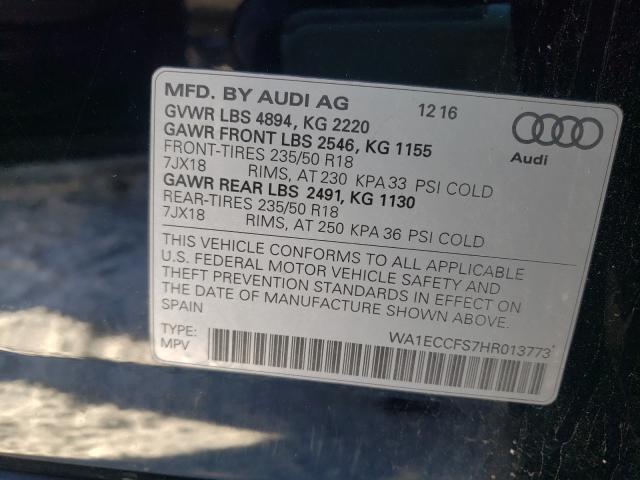 MFD. BY AUDI AG 12 16
GVWR LBS 4894, KG 2220
GAWR FRONT LBS 2546, KG 1155
FRONT-TIRES 235/50 R18
7JX18 RIMS, AT 230 KPA 33 PSI COLD
GAWR REAR LBS 2491, KG 1130
REAR-TIRES 235/50 R18
7JX18 RIMS, AT 250 KPA 36 PSI COLD
Audi
THIS VEHICLE CONFORMS TO ALL APPLICABLE
U.S. FEDERAL MOTOR VEHICLE SAFETY AND
THEFT PREVENTION STANDARDS IN EFFECT ON
THE DATE OF MANUFACTURE SHOWN ABOVE.
SPAIN
TYPE: WA1ECCFS7HR013773*
MPV